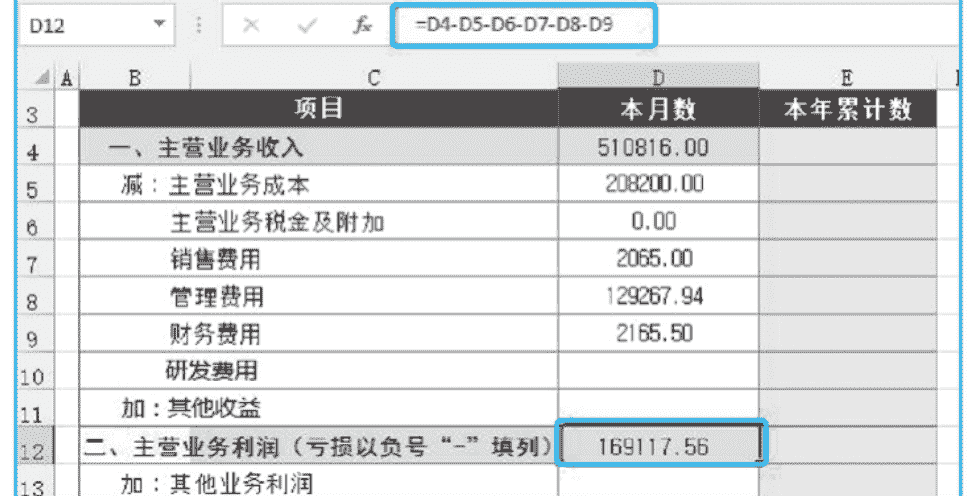 D12 fx =D4-D5-D6-D7-D8-D9
A B C D E
3 项目 本月数 本年累计数
4 一、主营业务收入 510816.00
5 减：主营业务成本 208200.00
6 主营业务税金及附加 0.00
7 销售费用 2065.00
8 管理费用 129267.94
9 财务费用 2165.50
10 研发费用
11 加：其他收益
12 二、主营业务利润（亏损以负号“-”填列） 169117.56
13 加：其他业务利润